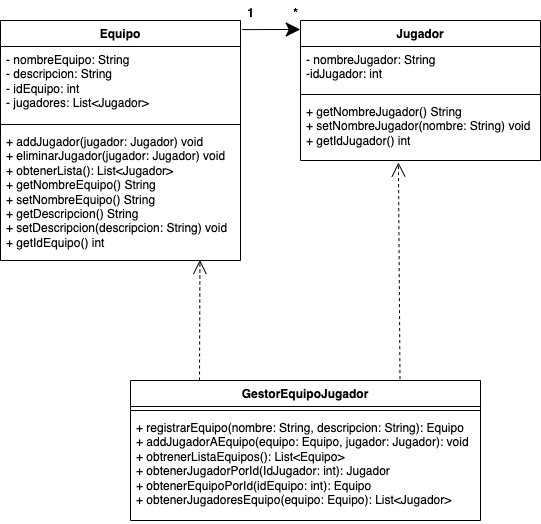 1
*
Equipo
- nombreEquipo: String
- descripcion: String
- idEquipo: int
- jugadores: List<Jugador>
+ addJugador(jugador: Jugador) void
+ eliminarJugador(jugador: Jugador) void
+ obtenerLista(): List<Jugador>
+ getNombreEquipo() String
+ setNombreEquipo() String
+ getDescripcion() String
+ setDescripcion(descripcion: String) void
+ getIdEquipo() int
Jugador
- nombreJugador: String
-idJugador: int
+ getNombreJugador() String
+ setNombreJugador(nombre: String) void
+ getIdJugador() int
GestorEquipoJugador
+ registrarEquipo(nombre: String, descripcion: String): Equipo
+ addJugadorAEquipo(equipo: Equipo, jugador: Jugador): void
+ obtrenerListaEquipos(): List<Equipo>
+ obtenerJugadorPorId(IdJugador: int): Jugador
+ obtenerEquipoPorId(idEquipo: int): Equipo
+ obtenerJugadoresEquipo(equipo: Equipo): List<Jugador>